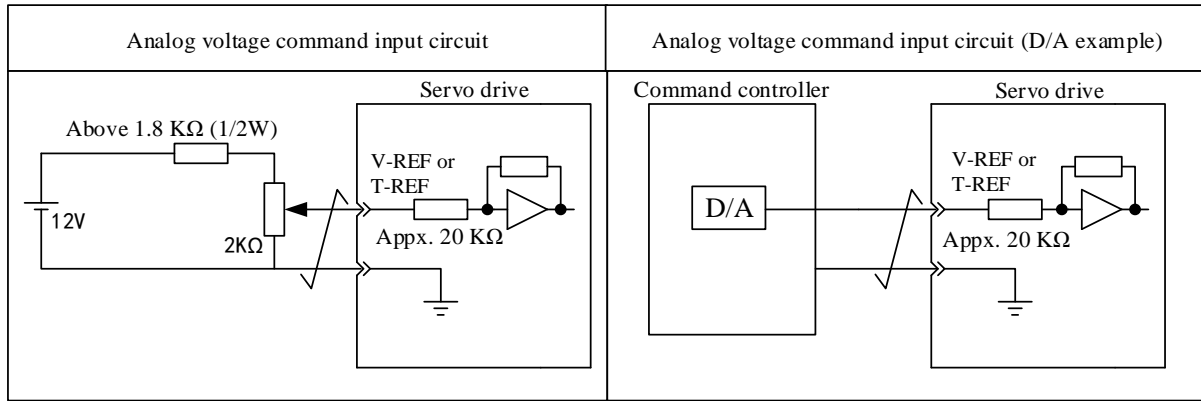 Analog voltage command input circuit
Analog voltage command input circuit (D/A example)
Servo drive
Above 1.8 KΩ (1/2W)
V-REF or
T-REF
12V
2KΩ
Appx. 20 KΩ
Command controller
Servo drive
D/A
V-REF or
T-REF
Appx. 20 KΩ